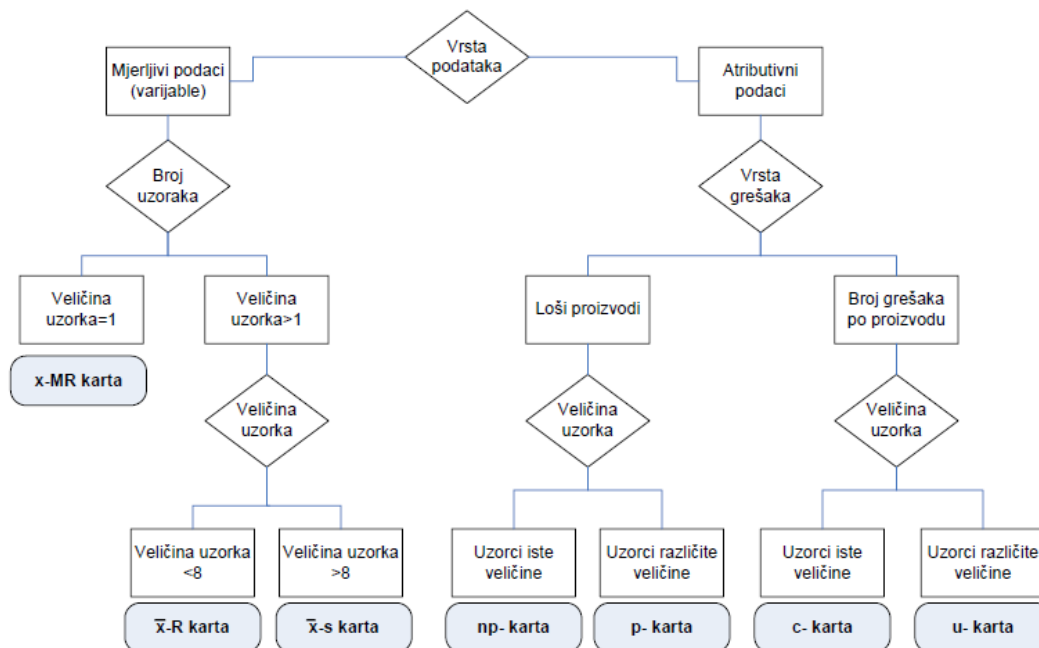 Vrsta
podataka
Mjerljivi podaci
(varijable)
Atributivni
podaci
Broj
uzoraka
Vrsta
grešaka
Veličina
uzorka=1
Veličina
uzorka>1
Loši proizvodi
Broj grešaka
po proizvodu
x-MR karta
Veličina
uzorka
Veličina
uzorka
Veličina
uzorka
Veličina uzorka
<8
Veličina uzorka
>8
Uzorci iste
veličine
Uzorci različite
veličine
Uzorci iste
veličine
Uzorci različite
veličine
x̅-R karta
x̅-s karta
np- karta
p- karta
c- karta
u- karta